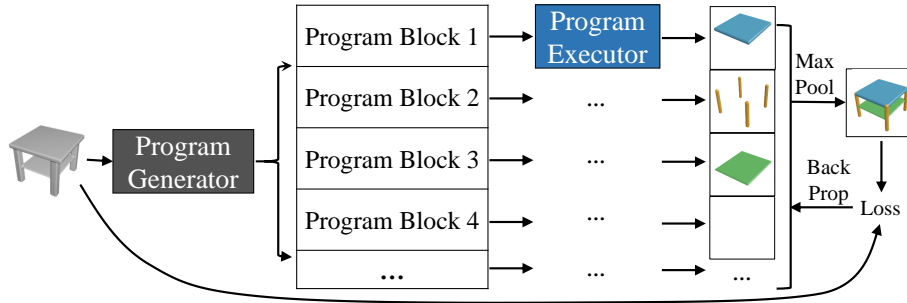 Program Block 1
Program
Executor
Max
Pool
Program Block 2
...
Program
Generator
Program Block 3
...
Back
Prop
Loss
Program Block 4
...
...
...
...